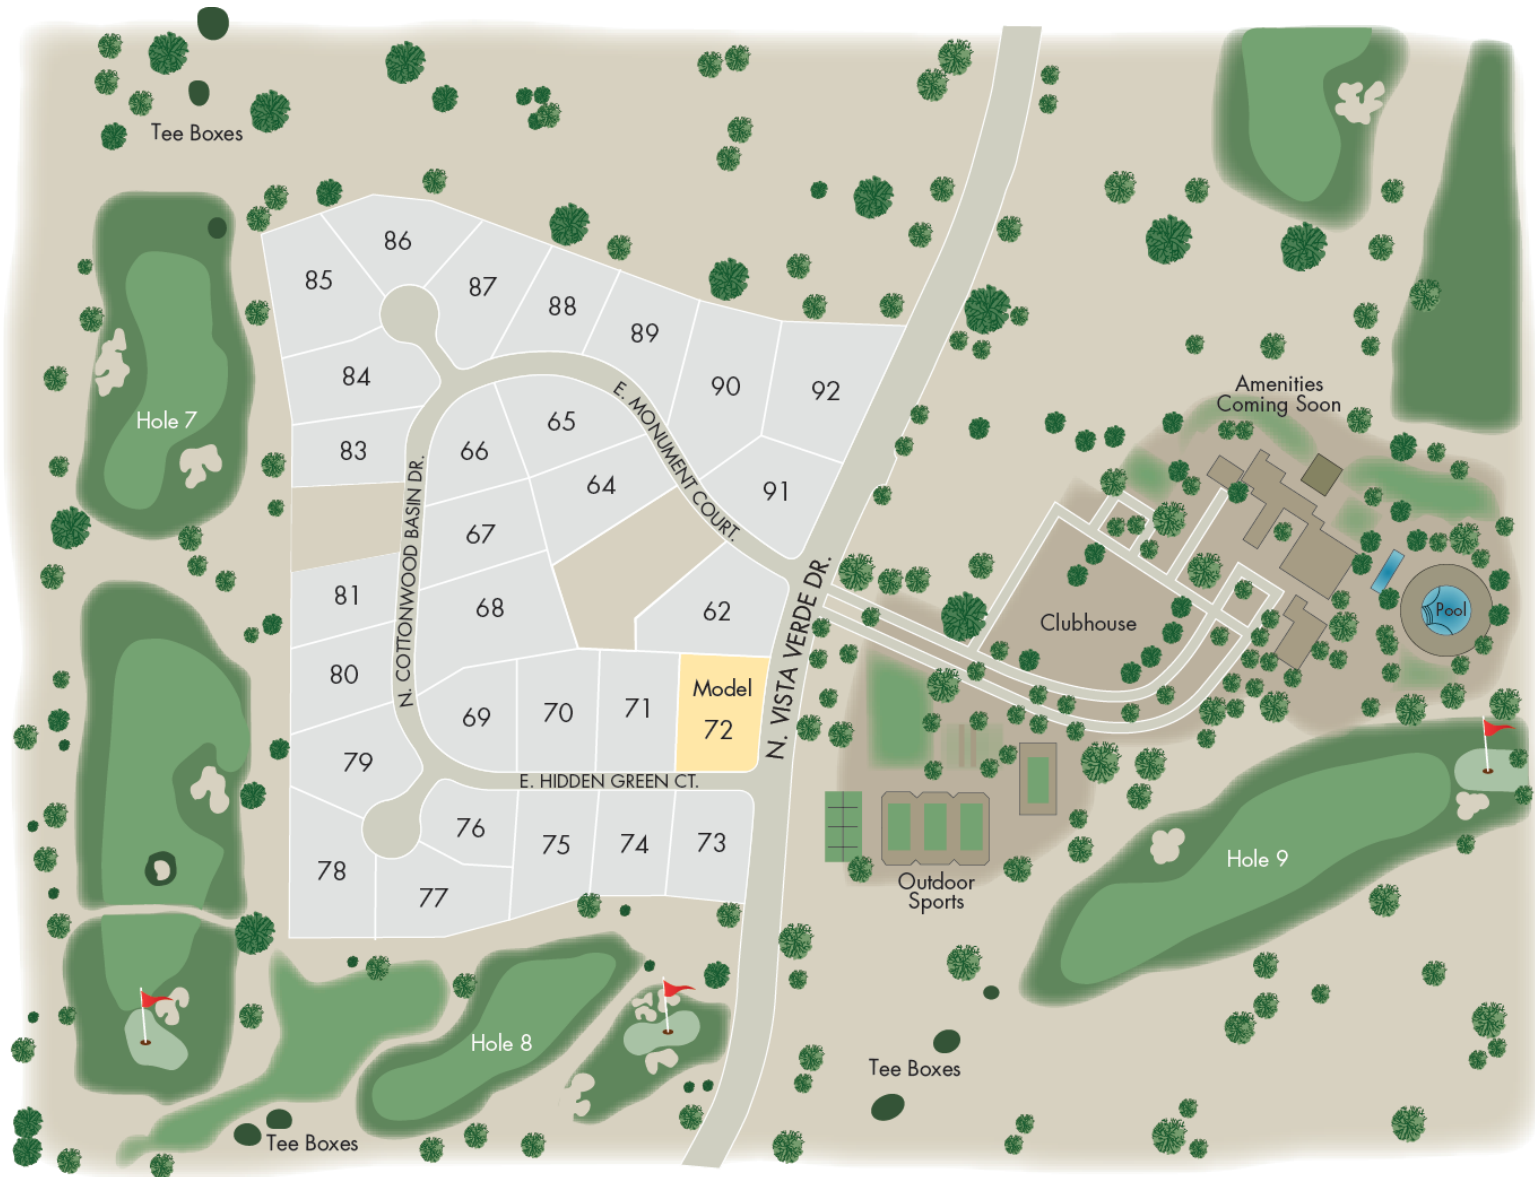 Tee Boxes
86
85
87
88
89
84
90
92
Amenities
Coming Soon
Hole 7
65
E. MONUMENT COURT.
83
66
64
91
67
N. COTTONWOOD BASIN DR.
81
68
62
N. VISTA VERDE DR.
Clubhouse
Pool
80
69
70
71
Model
72
79
E. HIDDEN GREEN CT.
76
75
74
73
78
77
Outdoor
Sports
Hole 9
Hole 8
Tee Boxes
Tee Boxes